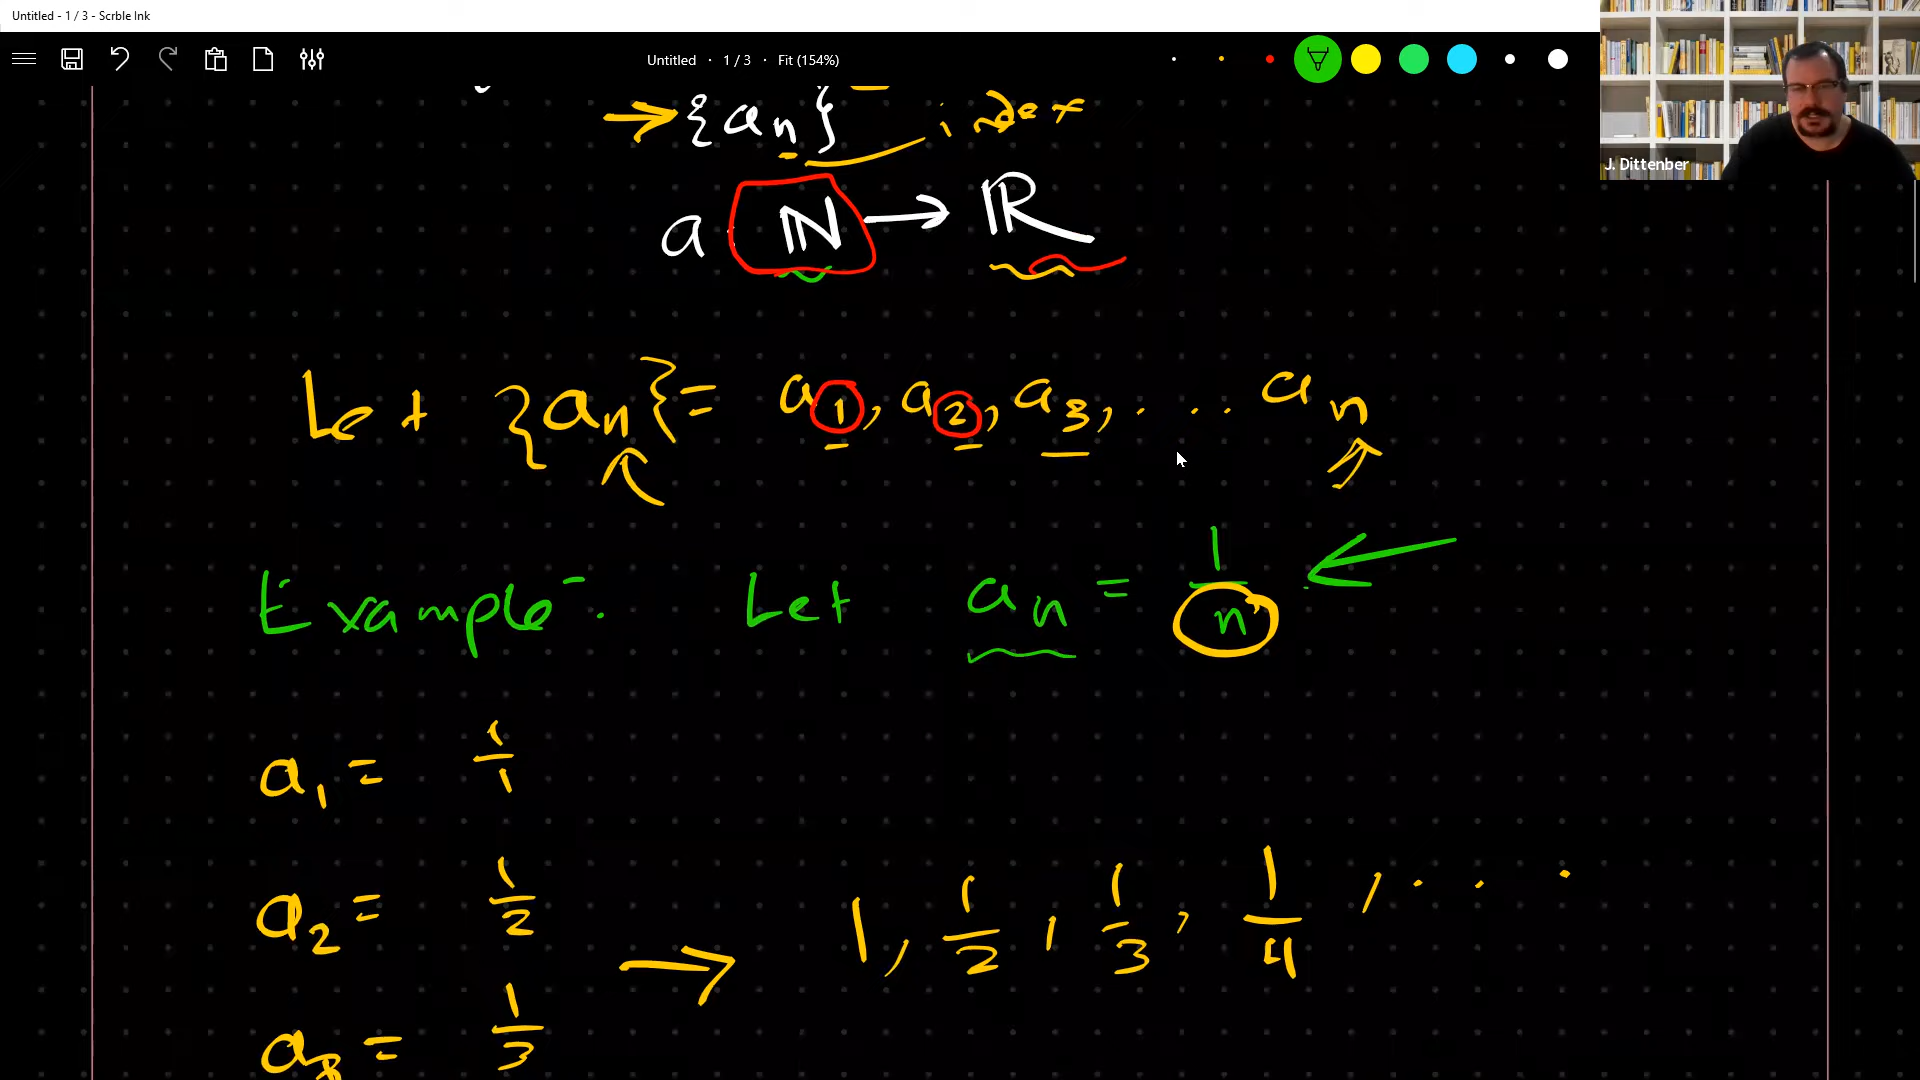 Untitled - 1 / 3 - Scrble Ink
Untitled · 1 / 3 · Fit (154%)
J. Dittenber
→ {aₙ} index
a : ℕ → ℝ
Let {aₙ} = a₁, a₂, a₃, . . . aₙ
Example: Let aₙ = 1/n
a₁ = 1/1
a₂ = 1/2
→ 1, 1/2, 1/3, 1/4, . . .
a₃ = 1/3